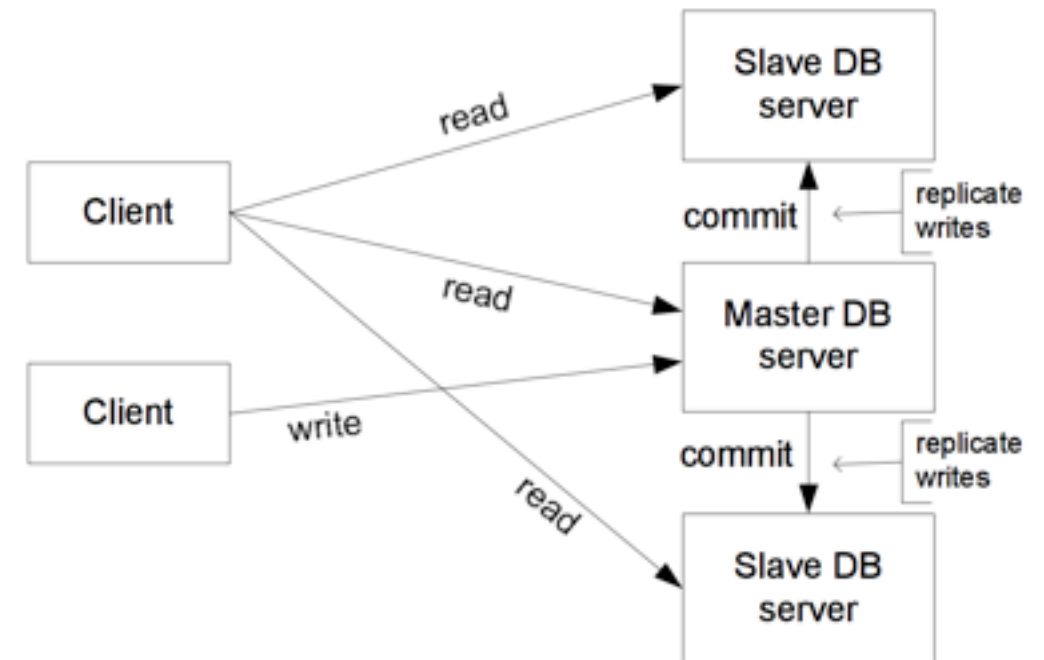 Slave DB
server
read
Client
commit
replicate
writes
read
Master DB
server
Client
write
commit
replicate
writes
read
Slave DB
server